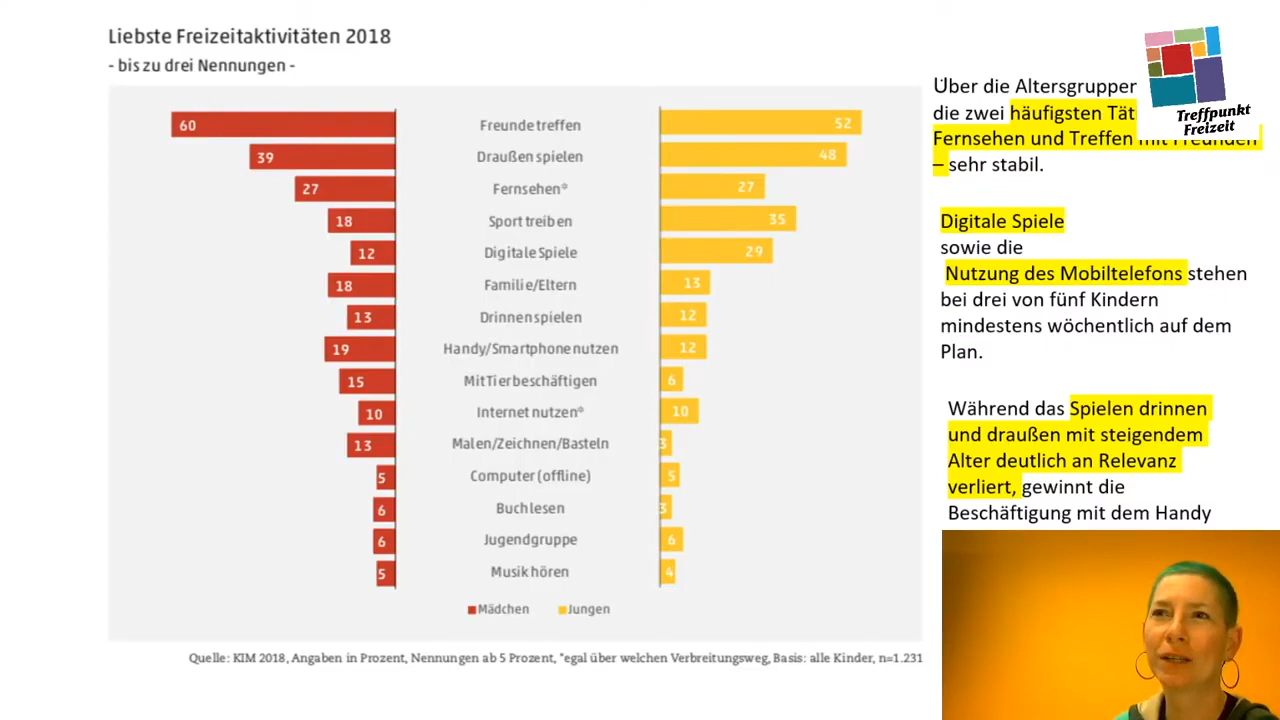 Liebste Freizeitaktivitäten 2018
- bis zu drei Nennungen -
60 Freunde treffen 52
39 Draußen spielen 48
27 Fernsehen* 27
18 Sport treiben 35
12 Digitale Spiele 29
18 Familie/Eltern 13
13 Drinnen spielen 12
19 Handy/Smartphone nutzen 12
15 Mit Tier beschäftigen 6
10 Internet nutzen* 10
13 Malen/Zeichnen/Basteln 3
5 Computer (offline) 5
6 Buch lesen 3
6 Jugendgruppe 6
5 Musik hören 4
Mädchen Jungen
Quelle: KIM 2018, Angaben in Prozent, Nennungen ab 5 Prozent, *egal über welchen Verbreitungsweg, Basis: alle Kinder, n=1.231
Über die Altersgruppen
die zwei häufigsten
Fernsehen und Treffen mit Freunden
– sehr stabil.
Digitale Spiele
sowie die
Nutzung des Mobiltelefons stehen
bei drei von fünf Kindern
mindestens wöchentlich auf dem
Plan.
Während das Spielen drinnen
und draußen mit steigendem
Alter deutlich an Relevanz
verliert, gewinnt die
Beschäftigung mit dem Handy
Treffpunkt
Freizeit